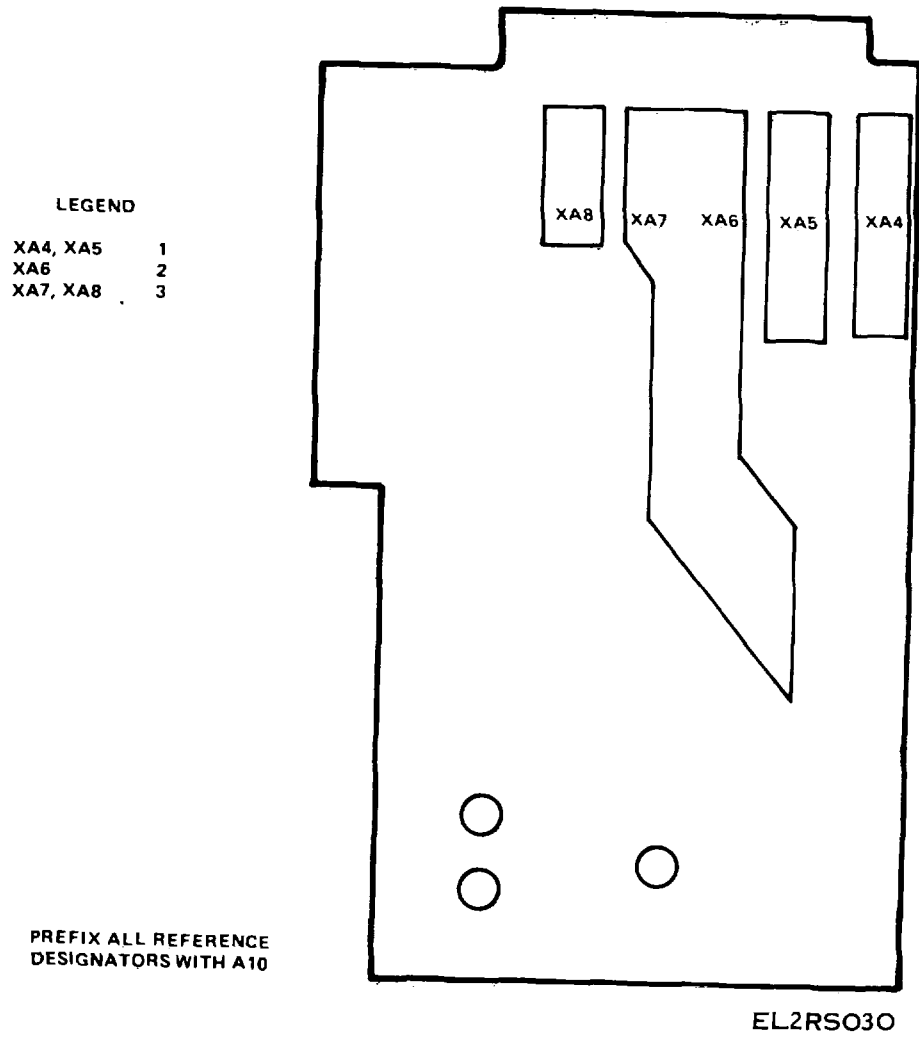 LEGEND
XA4, XA5 1
XA6 2
XA7, XA8 3
XA8 XA7 XA6 XA5 XA4
PREFIX ALL REFERENCE
DESIGNATORS WITH A10
EL2RS030